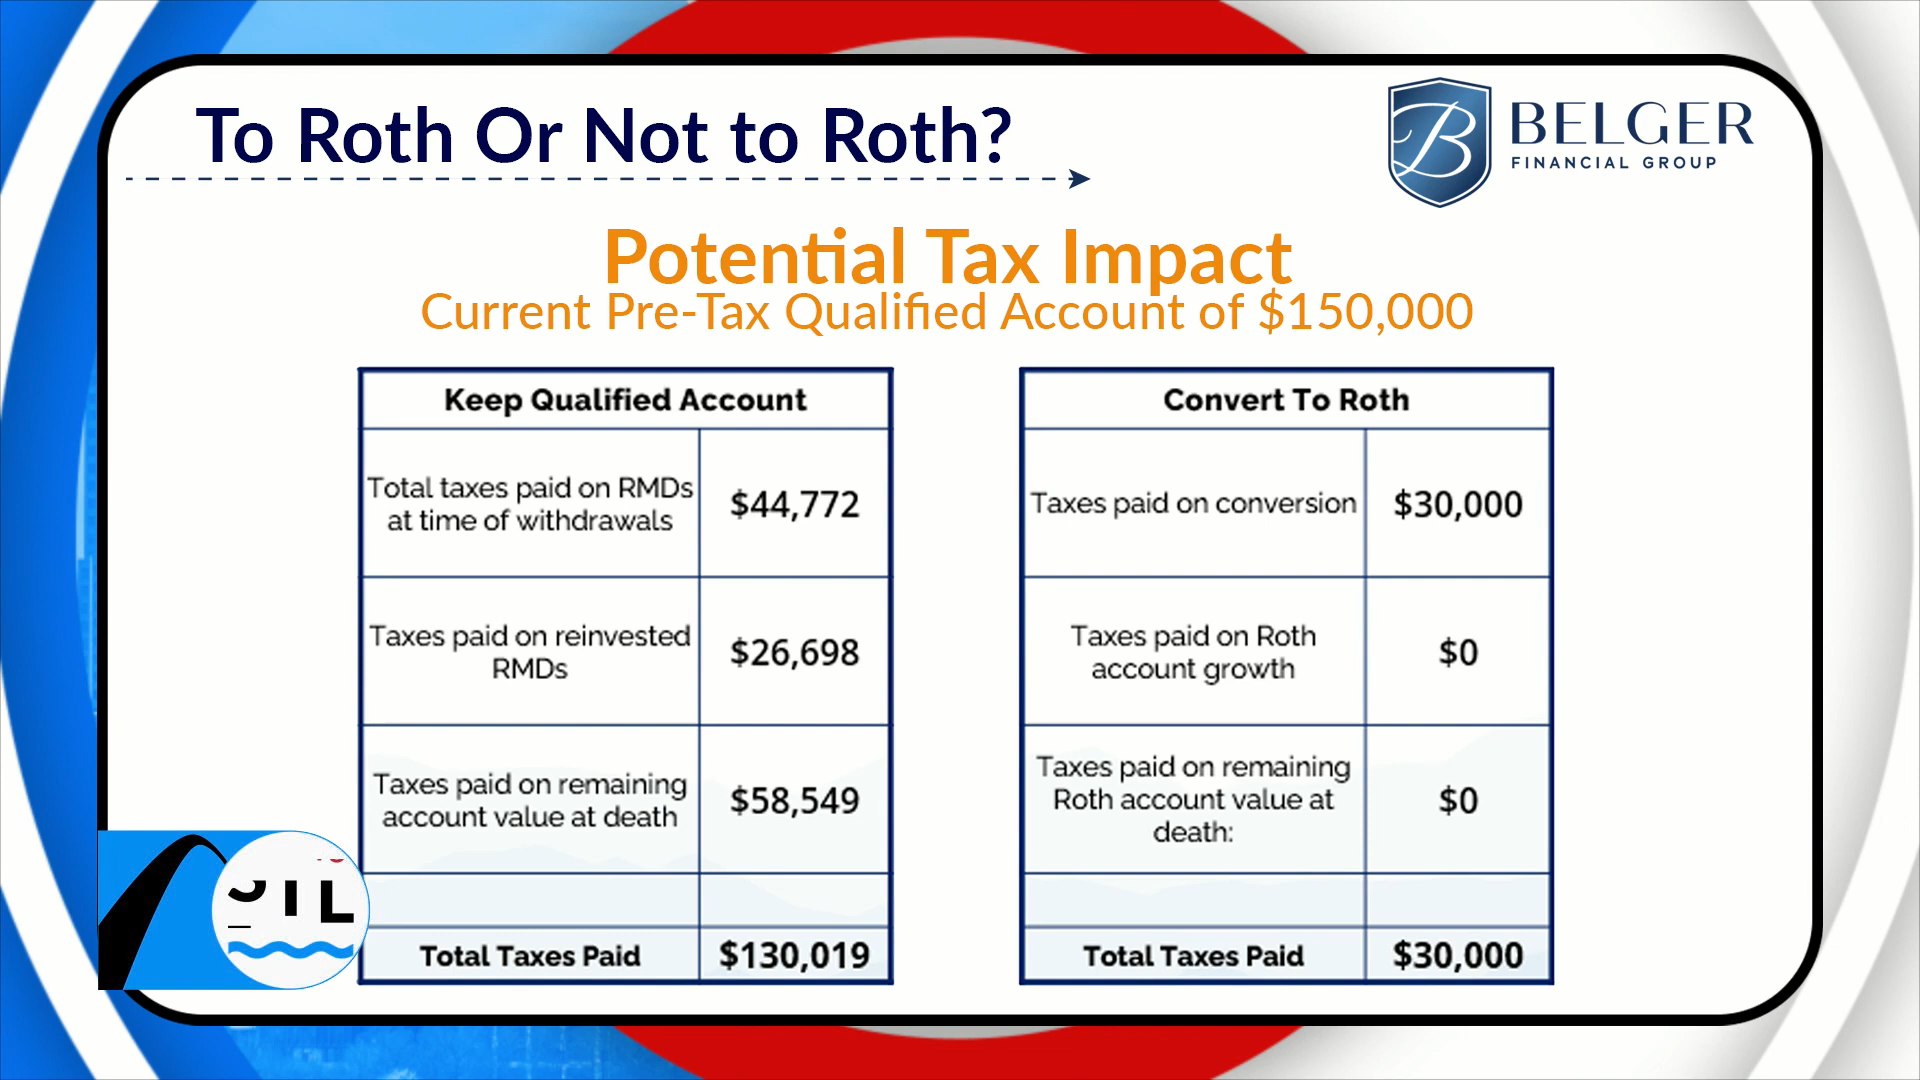 To Roth Or Not to Roth?
BELGER
FINANCIAL GROUP
Potential Tax Impact
Current Pre-Tax Qualified Account of $150,000
Keep Qualified Account
Total taxes paid on RMDs
at time of withdrawals
$44,772
Taxes paid on reinvested
RMDs
$26,698
Taxes paid on remaining
account value at death
$58,549
Total Taxes Paid
$130,019
Convert To Roth
Taxes paid on conversion
$30,000
Taxes paid on Roth
account growth
$0
Taxes paid on remaining
Roth account value at
death:
$0
Total Taxes Paid
$30,000
STL